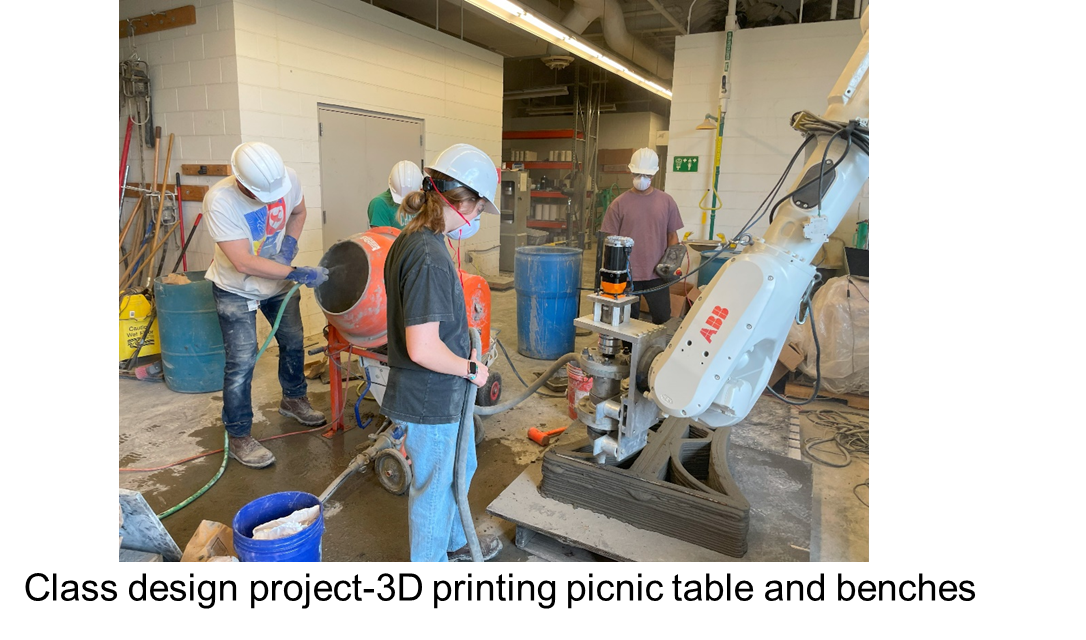 ABB
Class design project-3D printing picnic table and benches